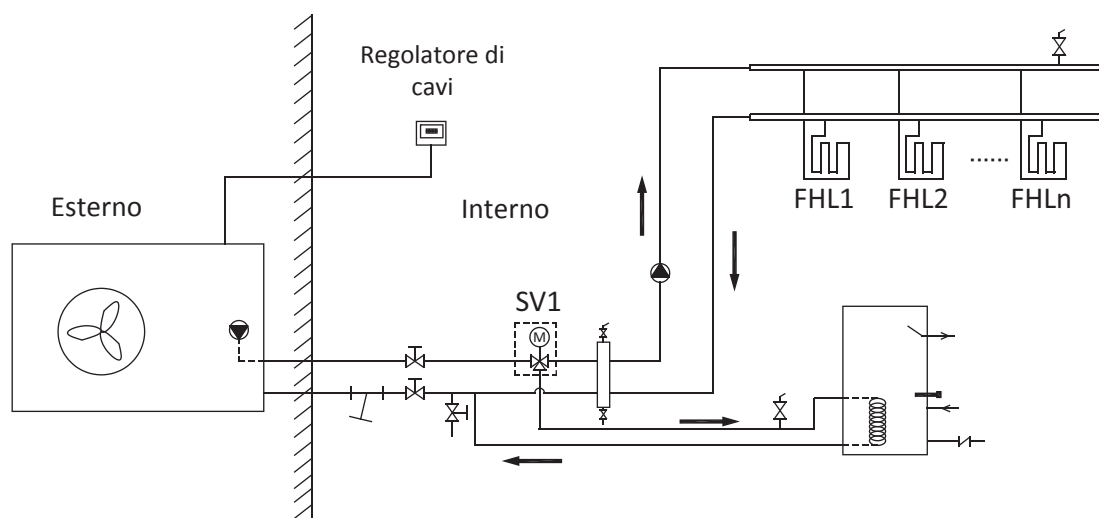 Regolatore di
cavi
Esterno
Interno
FHL1
FHL2
......
FHLn
SV1
M